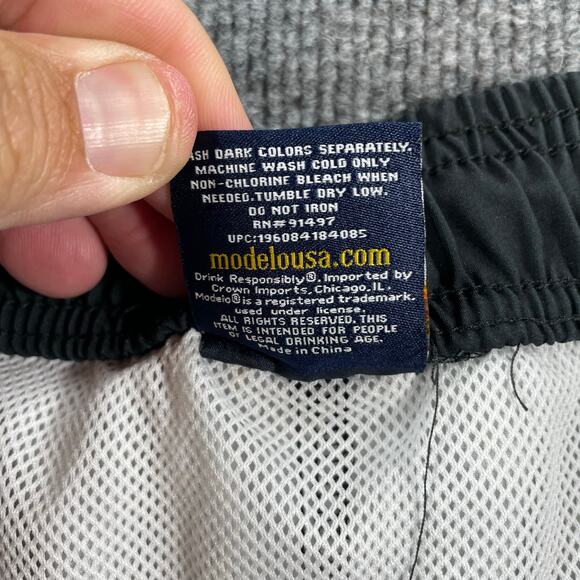 WASH DARK COLORS SEPARATELY.
MACHINE WASH COLD ONLY
NON-CHLORINE BLEACH WHEN
NEEDED.TUMBLE DRY LOW.
DO NOT IRON
RN#91497
UPC:196084184085
modelousa.com
Drink Responsibly®. Imported by
Crown Imports, Chicago, IL.
Modelo® is a registered trademark.
used under license.
ALL RIGHTS RESERVED. THIS
ITEM IS INTENDED FOR PEOPLE
OF LEGAL DRINKING AGE.
Made in China